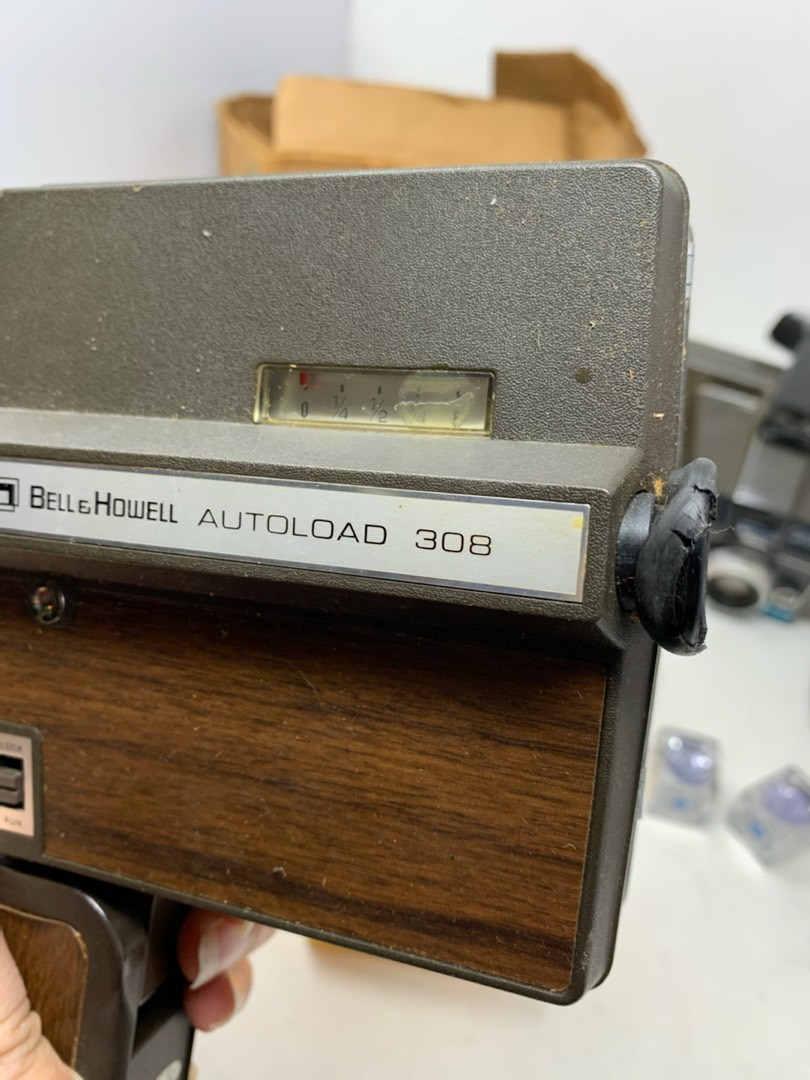 0 1/4 1/2
BELL & HOWELL AUTOLOAD 308
LOCK
RUN